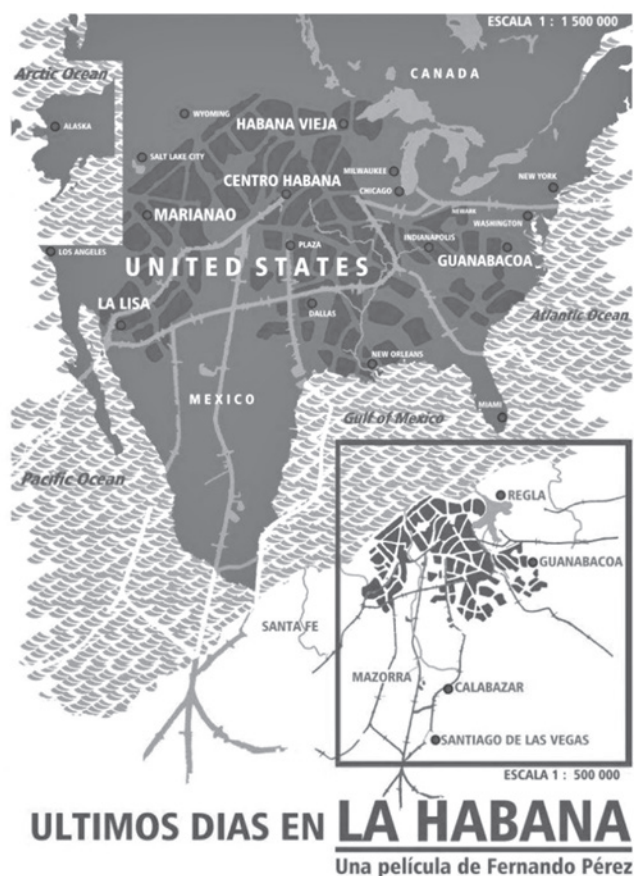 ESCALA 1 : 1 500 000
Arctic Ocean
CANADA
ALASKA
WYOMING
HABANA VIEJA
SALT LAKE CITY
MILWAUKEE
CENTRO HABANA
CHICAGO
NEW YORK
MARIANAO
NEWARK
WASHINGTON
LOS ANGELES
PLAZA
INDIANAPOLIS
GUANABACOA
UNITED STATES
LA LISA
DALLAS
Atlantic Ocean
NEW ORLEANS
MEXICO
MIAMI
Gulf of Mexico
Pacific Ocean
REGLA
GUANABACOA
SANTA FE
MAZORRA
CALABAZAR
SANTIAGO DE LAS VEGAS
ESCALA 1 : 500 000
ULTIMOS DIAS EN LA HABANA
Una película de Fernando Pérez